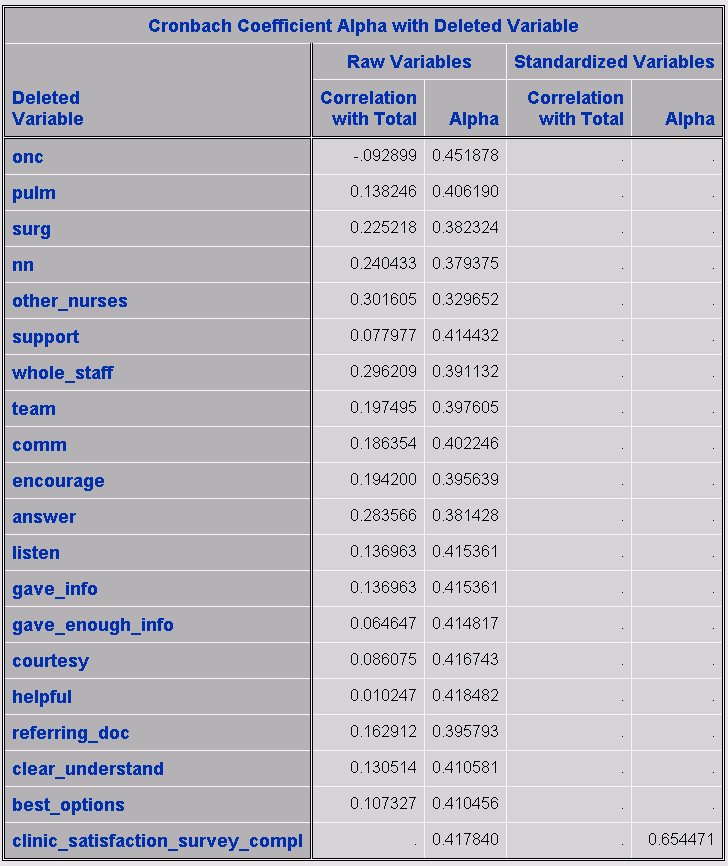 Cronbach Coefficient Alpha with Deleted Variable
Raw Variables Standardized Variables
Deleted Variable Correlation with Total Alpha Correlation with Total Alpha
onc -.092899 0.451878 . .
pulm 0.138246 0.406190 . .
surg 0.225218 0.382324 . .
nn 0.240433 0.379375 . .
other_nurses 0.301605 0.329652 . .
support 0.077977 0.414432 . .
whole_staff 0.296209 0.391132 . .
team 0.197495 0.397605 . .
comm 0.186354 0.402246 . .
encourage 0.194200 0.395639 . .
answer 0.283566 0.381428 . .
listen 0.136963 0.415361 . .
gave_info 0.136963 0.415361 . .
gave_enough_info 0.064647 0.414817 . .
courtesy 0.086075 0.416743 . .
helpful 0.010247 0.418482 . .
referring_doc 0.162912 0.395793 . .
clear_understand 0.130514 0.410581 . .
best_options 0.107327 0.410456 . .
clinic_satisfaction_survey_compl . 0.417840 . 0.654471